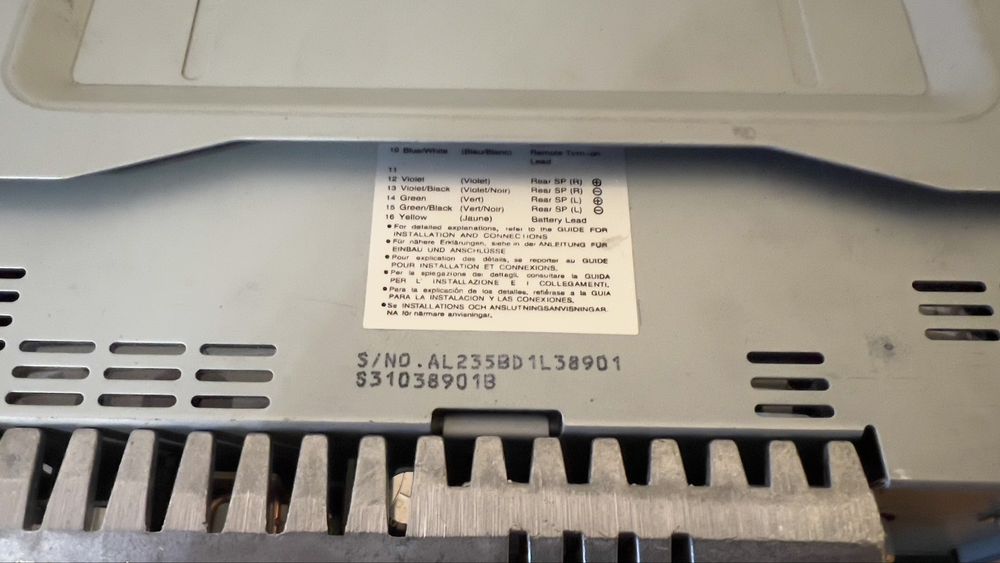 10 Blue/White (Bleu/Blanc) Remote Turn-on
Lead
11
12 Violet (Violet) Rear SP (R) ⊕
13 Violet/Black (Violet/Noir) Rear SP (R) ⊖
14 Green (Vert) Rear SP (L) ⊕
15 Green/Black (Vert/Noir) Rear SP (L) ⊖
16 Yellow (Jaune) Battery Lead
• For detailed explanations, refer to the GUIDE FOR
INSTALLATION AND CONNECTIONS.
• Für nähere Erklärungen, siehe in der ANLEITUNG FÜR
EINBAU UND ANSCHLÜSSE.
• Pour explication des détails, se reporter au GUIDE
POUR INSTALLATION ET CONNEXIONS.
• Per la spiegazione dei dettagli, consultare la GUIDA
PER L' INSTALLAZIONE E I COLLEGAMENTI.
• Para la explicación de los detalles, refiérase a la GUIA
PARA LA INSTALACION Y LAS CONEXIONES.
• Se INSTALLATIONS OCH ANSLUTNINGSANVISNINGAR
NA för närmare anvisningar.
S/NO.AL235BD1L38901
S31038901B